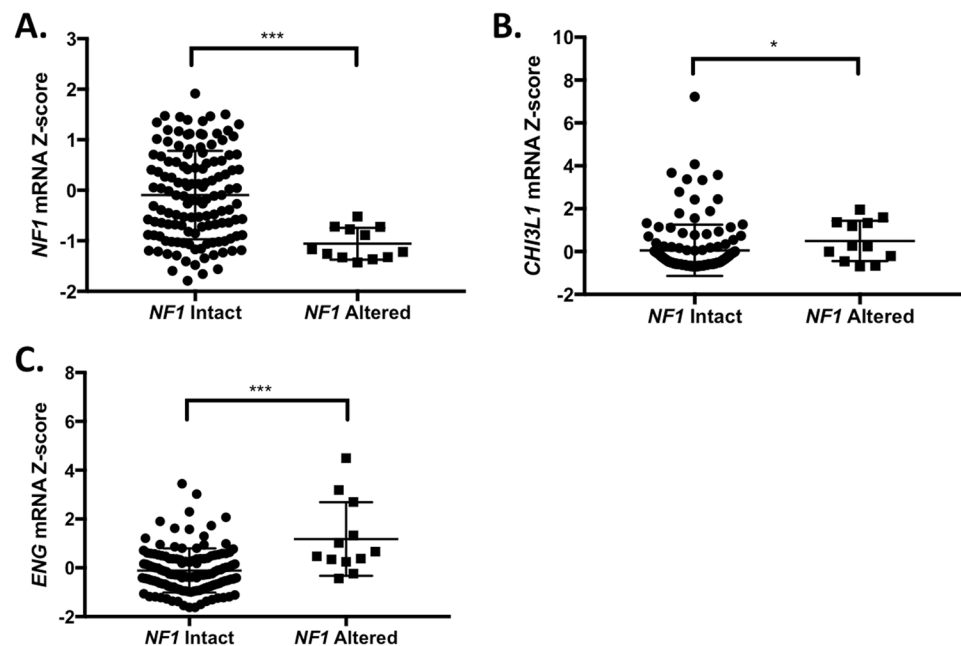 A.
***
3
2
1
0
-1
-2
NF1 mRNA Z-score
NF1 Intact NF1 Altered
B.
*
10
8
6
4
2
0
-2
CHI3L1 mRNA Z-score
NF1 Intact NF1 Altered
C.
***
8
6
4
2
0
-2
ENG mRNA Z-score
NF1 Intact NF1 Altered